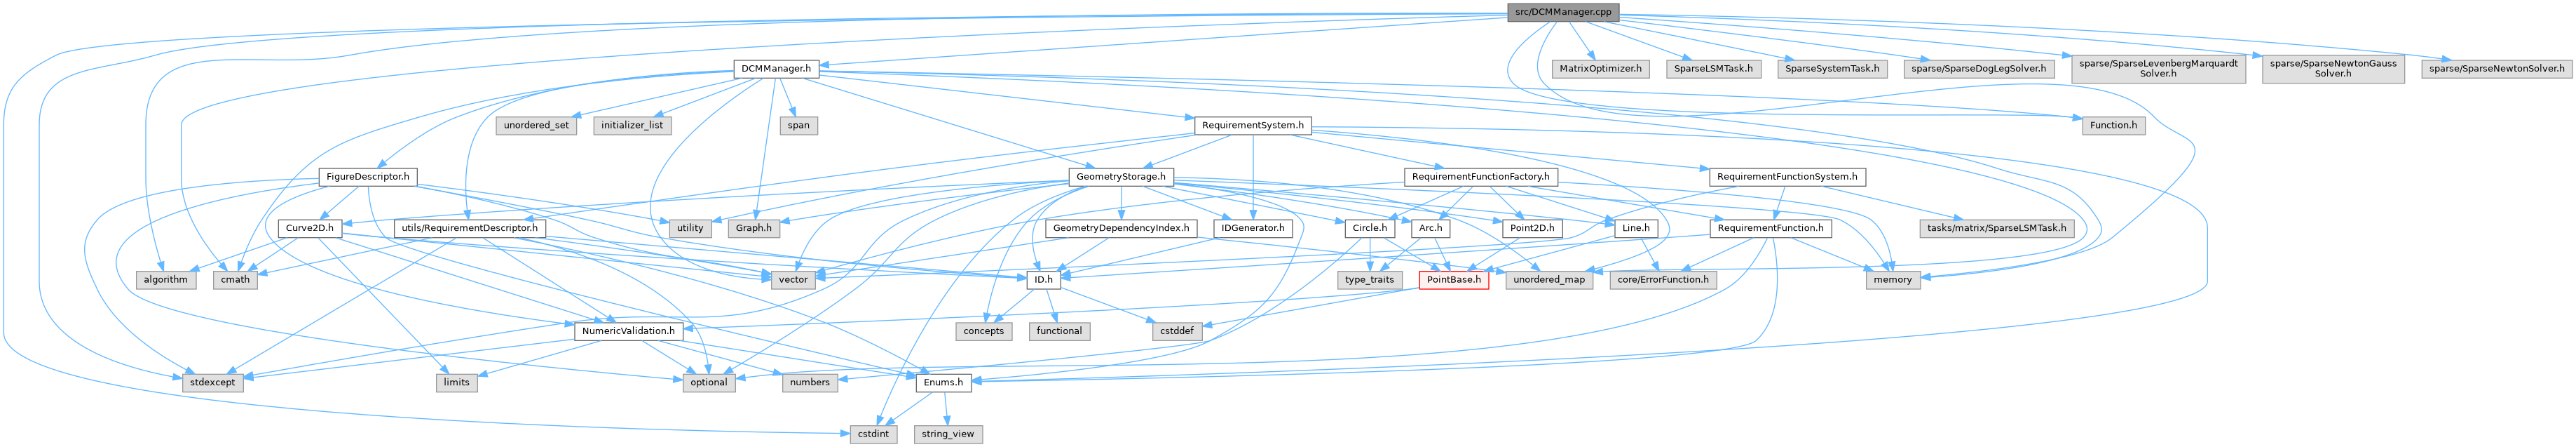 src/DCMManager.cpp
DCMManager.h
MatrixOptimizer.h
SparseLSMTask.h
SparseSystemTask.h
sparse/SparseDogLegSolver.h
sparse/SparseLevenbergMarquardt
Solver.h
sparse/SparseNewtonGauss
Solver.h
sparse/SparseNewtonSolver.h
unordered_set
initializer_list
span
RequirementSystem.h
Function.h
FigureDescriptor.h
GeometryStorage.h
RequirementFunctionFactory.h
RequirementFunctionSystem.h
Curve2D.h
utils/RequirementDescriptor.h
utility
Graph.h
GeometryDependencyIndex.h
IDGenerator.h
Circle.h
Arc.h
Point2D.h
Line.h
RequirementFunction.h
tasks/matrix/SparseLSMTask.h
algorithm
cmath
vector
ID.h
type_traits
PointBase.h
unordered_map
core/ErrorFunction.h
memory
NumericValidation.h
concepts
functional
cstddef
stdexcept
limits
optional
numbers
Enums.h
cstdint
string_view